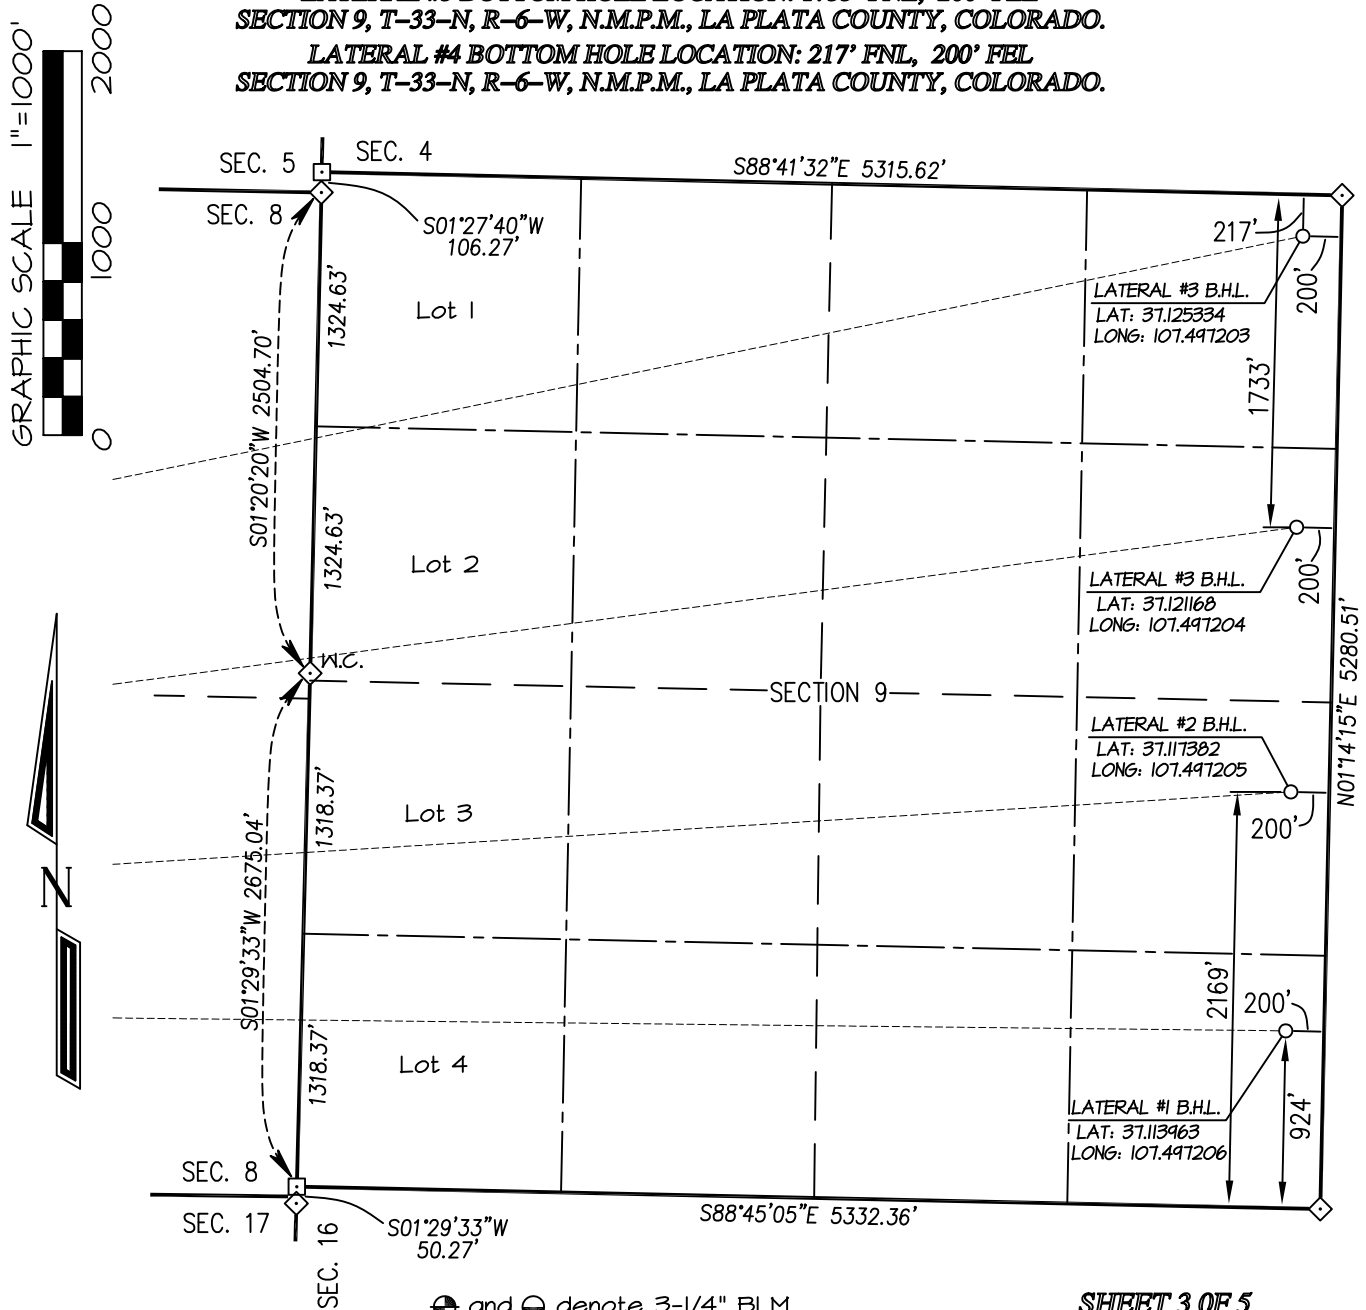 SECTION 9, T–33–N, R–6–W, N.M.P.M., LA PLATA COUNTY, COLORADO.
LATERAL #4 BOTTOM HOLE LOCATION: 217' FNL, 200' FEL
SECTION 9, T–33–N, R–6–W, N.M.P.M., LA PLATA COUNTY, COLORADO.
GRAPHIC SCALE 1"=1000'
2000
1000
0
SEC. 5
SEC. 4
S88°41'32"E 5315.62'
SEC. 8
S01°27'40"W
106.27'
217'
200'
1324.63'
Lot 1
LATERAL #3 B.H.L.
LAT: 37.125334
LONG: 107.497203
S01°20'20"W 2504.70'
1733'
1324.63'
Lot 2
200'
LATERAL #3 B.H.L.
LAT: 37.121168
LONG: 107.497204
W.C.
SECTION 9
N01°14'15"E 5280.51'
LATERAL #2 B.H.L.
LAT: 37.117382
LONG: 107.497205
1318.37'
Lot 3
200'
N
S01°29'33"W 2675.04'
2169'
200'
1318.37'
Lot 4
LATERAL #1 B.H.L.
LAT: 37.113963
LONG: 107.497206
924'
SEC. 8
SEC. 17
SEC. 16
S01°29'33"W
50.27'
S88°45'05"E 5332.36'
and denote 3-1/4" BLM
SHEET 3 OF 5